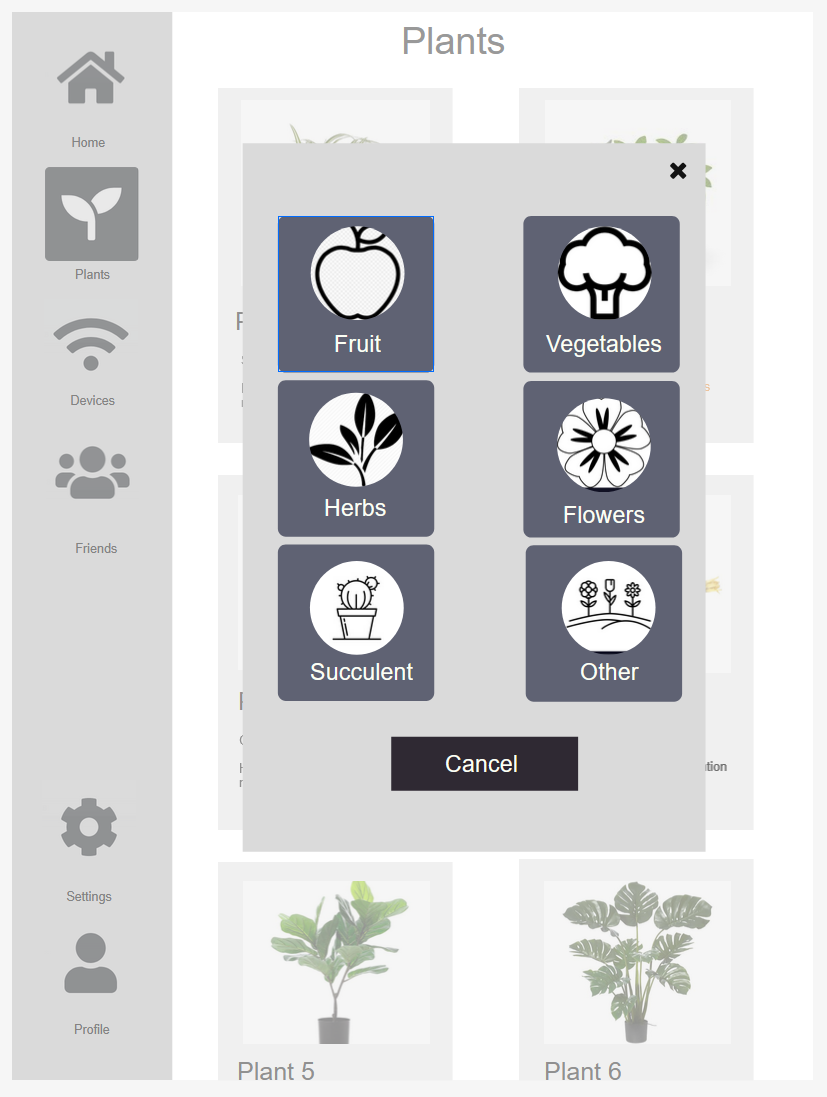 Plants
Home
Plants
Devices
Friends
Settings
Profile
Fruit
Vegetables
Herbs
Flowers
Succulent
Other
Cancel
Plant 5
Plant 6